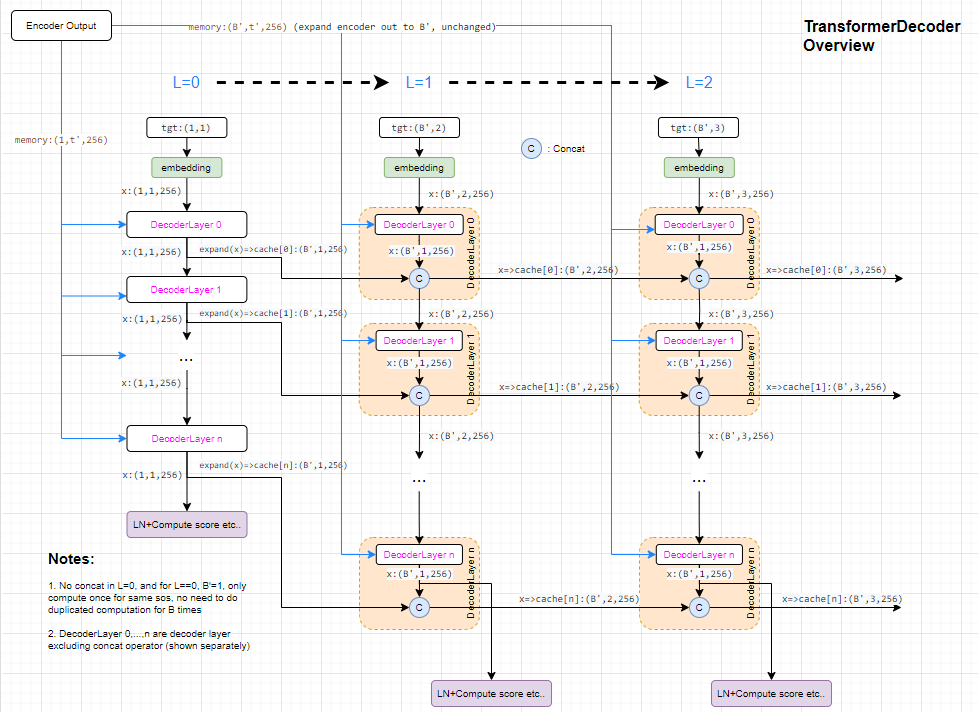 Encoder Output
memory:(B',t',256) (expand encoder out to B', unchanged)
TransformerDecoder
Overview
L=0
L=1
L=2
memory:(1,t',256)
tgt:(1,1)
tgt:(B',2)
tgt:(B',3)
C
: Concat
embedding
embedding
embedding
x:(1,1,256)
x:(B',2,256)
x:(B',3,256)
DecoderLayer 0
DecoderLayer 0
DecoderLayer 0
DecoderLayer 0
DecoderLayer 0
x:(1,1,256)
expand(x)=>cache[0]:(B',1,256)
x:(B',1,256)
x:(B',1,256)
C
x=>cache[0]:(B',2,256)
C
x=>cache[0]:(B',3,256)
DecoderLayer 1
x:(1,1,256)
expand(x)=>cache[1]:(B',1,256)
x:(B',2,256)
x:(B',3,256)
DecoderLayer 1
DecoderLayer 1
DecoderLayer 1
DecoderLayer 1
...
x:(B',1,256)
x:(B',1,256)
x:(1,1,256)
C
x=>cache[1]:(B',2,256)
C
x=>cache[1]:(B',3,256)
DecoderLayer n
x:(B',2,256)
x:(B',3,256)
x:(1,1,256)
expand(x)=>cache[n]:(B',1,256)
...
...
LN+Compute score etc..
DecoderLayer n
DecoderLayer n
DecoderLayer n
DecoderLayer n
x:(B',1,256)
x:(B',1,256)
C
x=>cache[n]:(B',2,256)
C
x=>cache[n]:(B',3,256)
Notes:
1. No concat in L=0, and for L==0, B'=1, only
compute once for same sos, no need to do
duplicated computation for B times
2. DecoderLayer 0,...,n are decoder layer
excluding concat operator (shown separately)
LN+Compute score etc..
LN+Compute score etc..